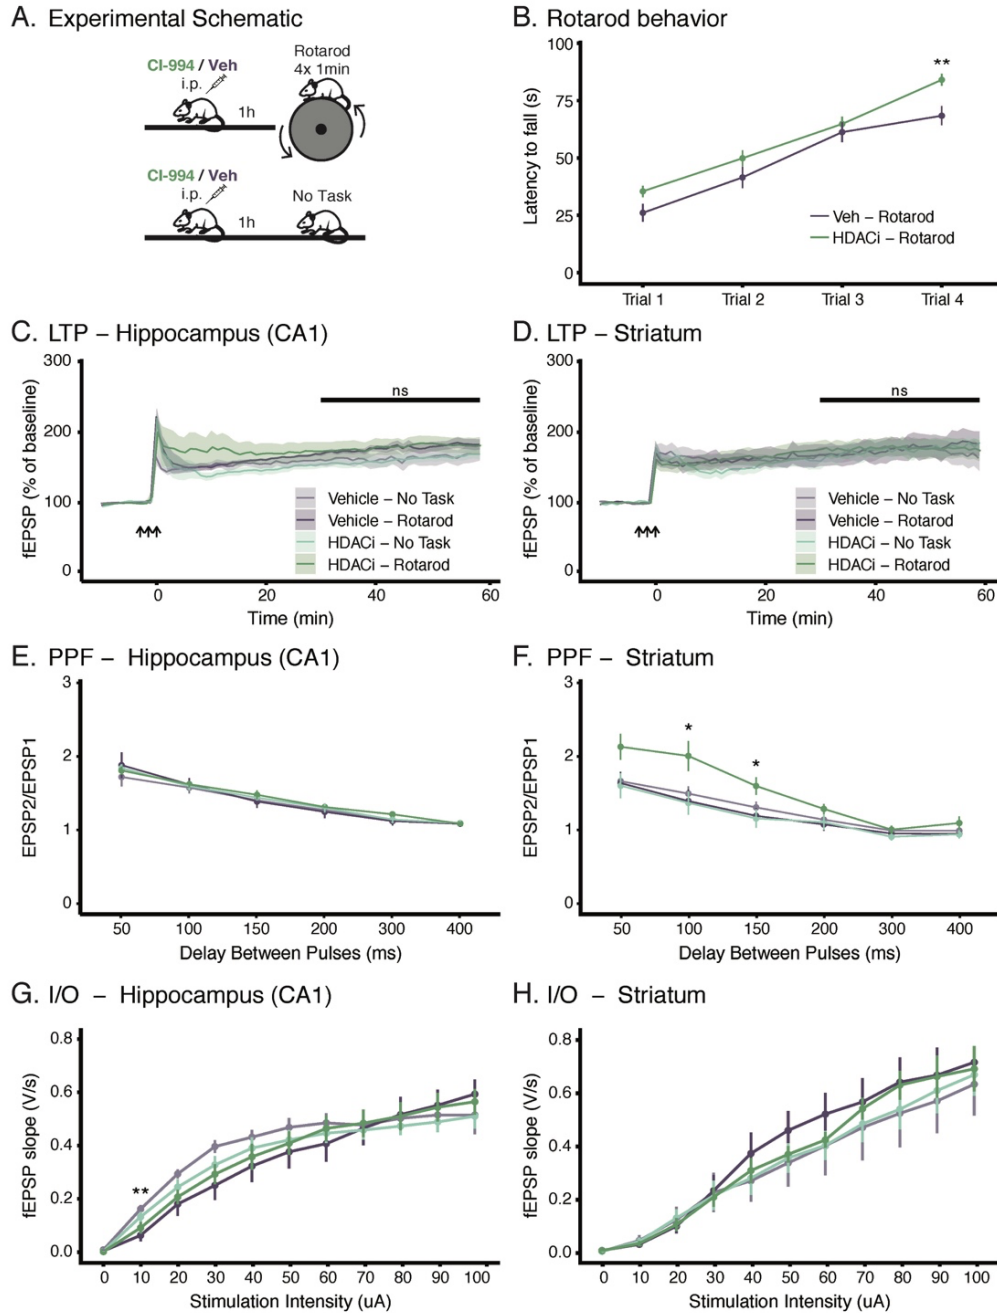 A. Experimental Schematic
CI-994 / Veh
i.p.
1h
Rotarod
4x 1min
CI-994 / Veh
i.p.
1h
No Task
B. Rotarod behavior
Latency to fall (s)
100
75
50
25
0
**
Veh – Rotarod
HDACi – Rotarod
Trial 1 Trial 2 Trial 3 Trial 4
C. LTP – Hippocampus (CA1)
fEPSP (% of baseline)
300
200
100
0
ns
Vehicle – No Task
Vehicle – Rotarod
HDACi – No Task
HDACi – Rotarod
0 20 40 60
Time (min)
D. LTP – Striatum
fEPSP (% of baseline)
300
200
100
0
ns
Vehicle – No Task
Vehicle – Rotarod
HDACi – No Task
HDACi – Rotarod
0 20 40 60
Time (min)
E. PPF – Hippocampus (CA1)
EPSP2/EPSP1
3
2
1
0
50 100 150 200 300 400
Delay Between Pulses (ms)
F. PPF – Striatum
EPSP2/EPSP1
3
2
1
0
* *
50 100 150 200 300 400
Delay Between Pulses (ms)
G. I/O – Hippocampus (CA1)
fEPSP slope (V/s)
0.8
0.6
0.4
0.2
0.0
**
0 10 20 30 40 50 60 70 80 90 100
Stimulation Intensity (uA)
H. I/O – Striatum
fEPSP slope (V/s)
0.8
0.6
0.4
0.2
0.0
0 10 20 30 40 50 60 70 80 90 100
Stimulation Intensity (uA)